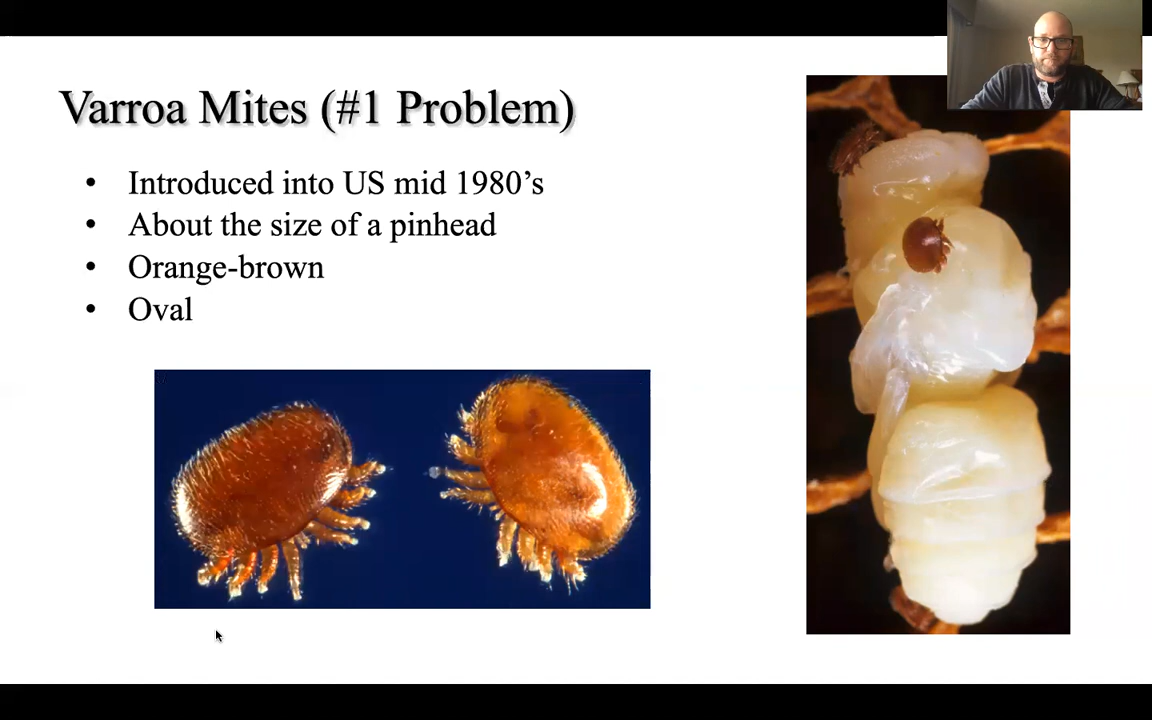 Varroa Mites (#1 Problem)
• Introduced into US mid 1980’s
• About the size of a pinhead
• Orange-brown
• Oval